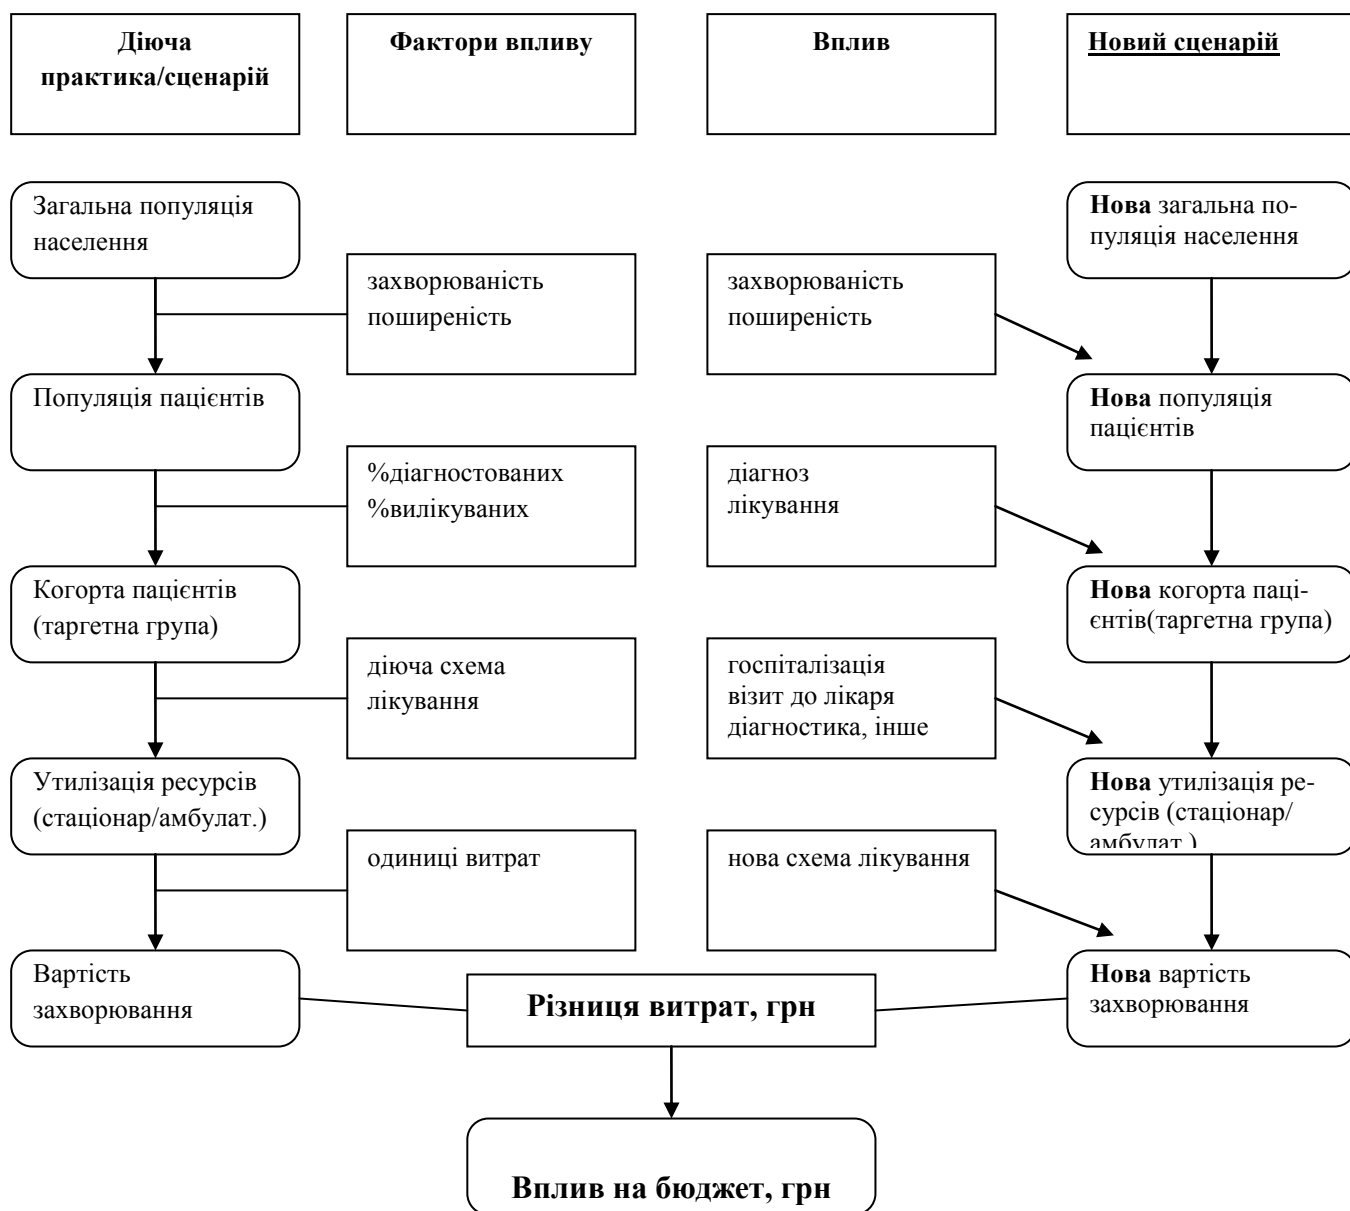 Діюча
практика/сценарій
Фактори впливу
Вплив
Новий сценарій
Загальна популяція
населення
Нова загальна по-
пуляція населення
захворюваність
поширеність
захворюваність
поширеність
Популяція пацієнтів
Нова популяція
пацієнтів
%діагностованих
%вилікуваних
діагноз
лікування
Когорта пацієнтів
(таргетна група)
Нова когорта паці-
єнтів(таргетна група)
діюча схема
лікування
госпіталізація
візит до лікаря
діагностика, інше
Утилізація ресурсів
(стаціонар/амбулат.)
Нова утилізація ре-
сурсів (стаціонар/
амбулат.)
одиниці витрат
нова схема лікування
Вартість
захворювання
Різниця витрат, грн
Нова вартість
захворювання
Вплив на бюджет, грн